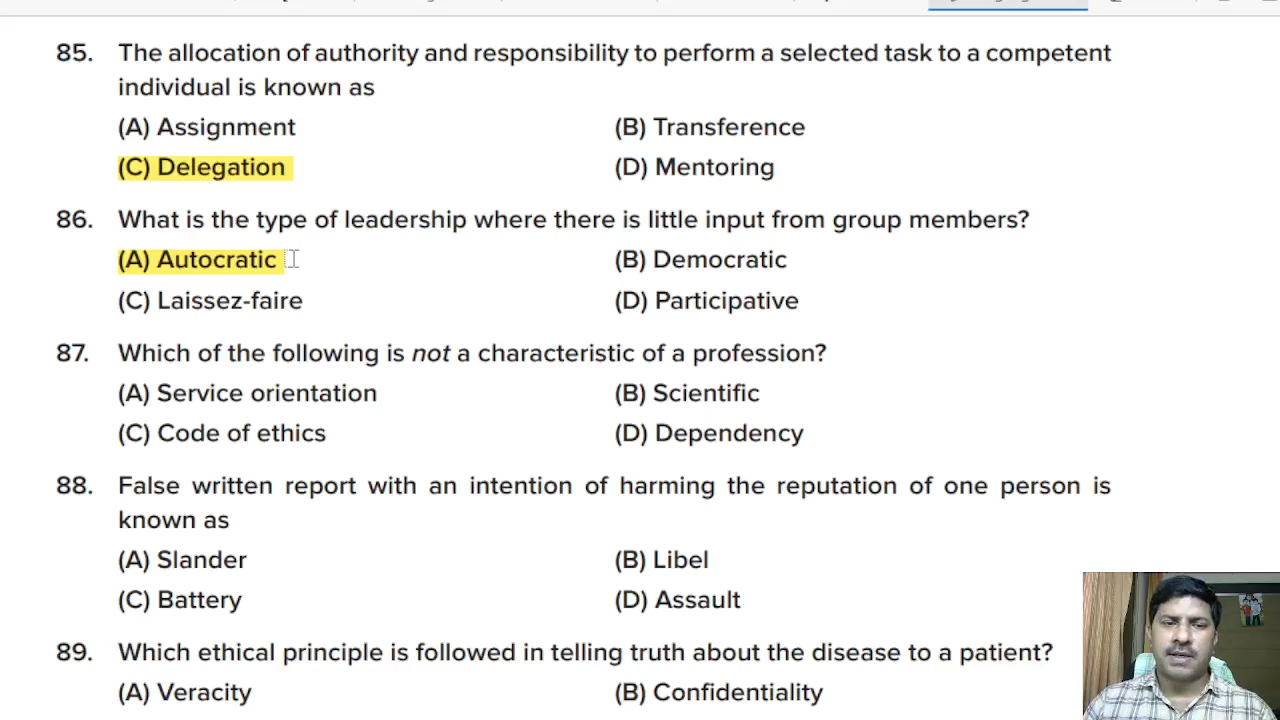 85. The allocation of authority and responsibility to perform a selected task to a competent
individual is known as
(A) Assignment (B) Transference
(C) Delegation (D) Mentoring
86. What is the type of leadership where there is little input from group members?
(A) Autocratic (B) Democratic
(C) Laissez-faire (D) Participative
87. Which of the following is not a characteristic of a profession?
(A) Service orientation (B) Scientific
(C) Code of ethics (D) Dependency
88. False written report with an intention of harming the reputation of one person is
known as
(A) Slander (B) Libel
(C) Battery (D) Assault
89. Which ethical principle is followed in telling truth about the disease to a patient?
(A) Veracity (B) Confidentiality